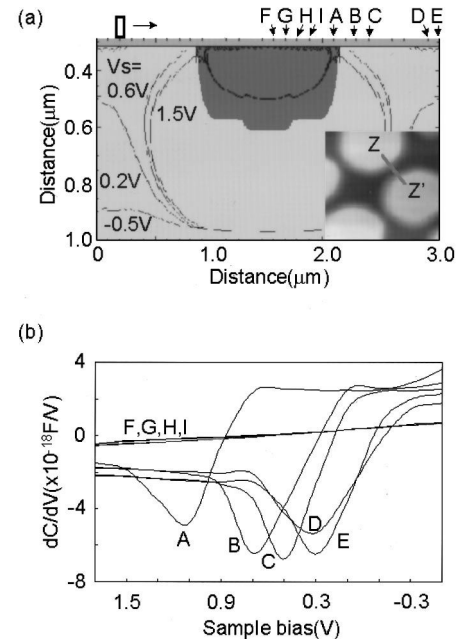 (a)
F G H I A B C D E
Vs=
0.6V
1.5V
0.2V
-0.5V
Z
Z'
0.4
0.6
0.8
1.0
Distance(μm)
0 1.0 2.0 3.0
Distance(μm)
(b)
4
0
-4
-8
dC/dV(x10⁻¹⁸F/V)
F,G,H,I
A B C D E
1.5 0.9 0.3 -0.3
Sample bias(V)